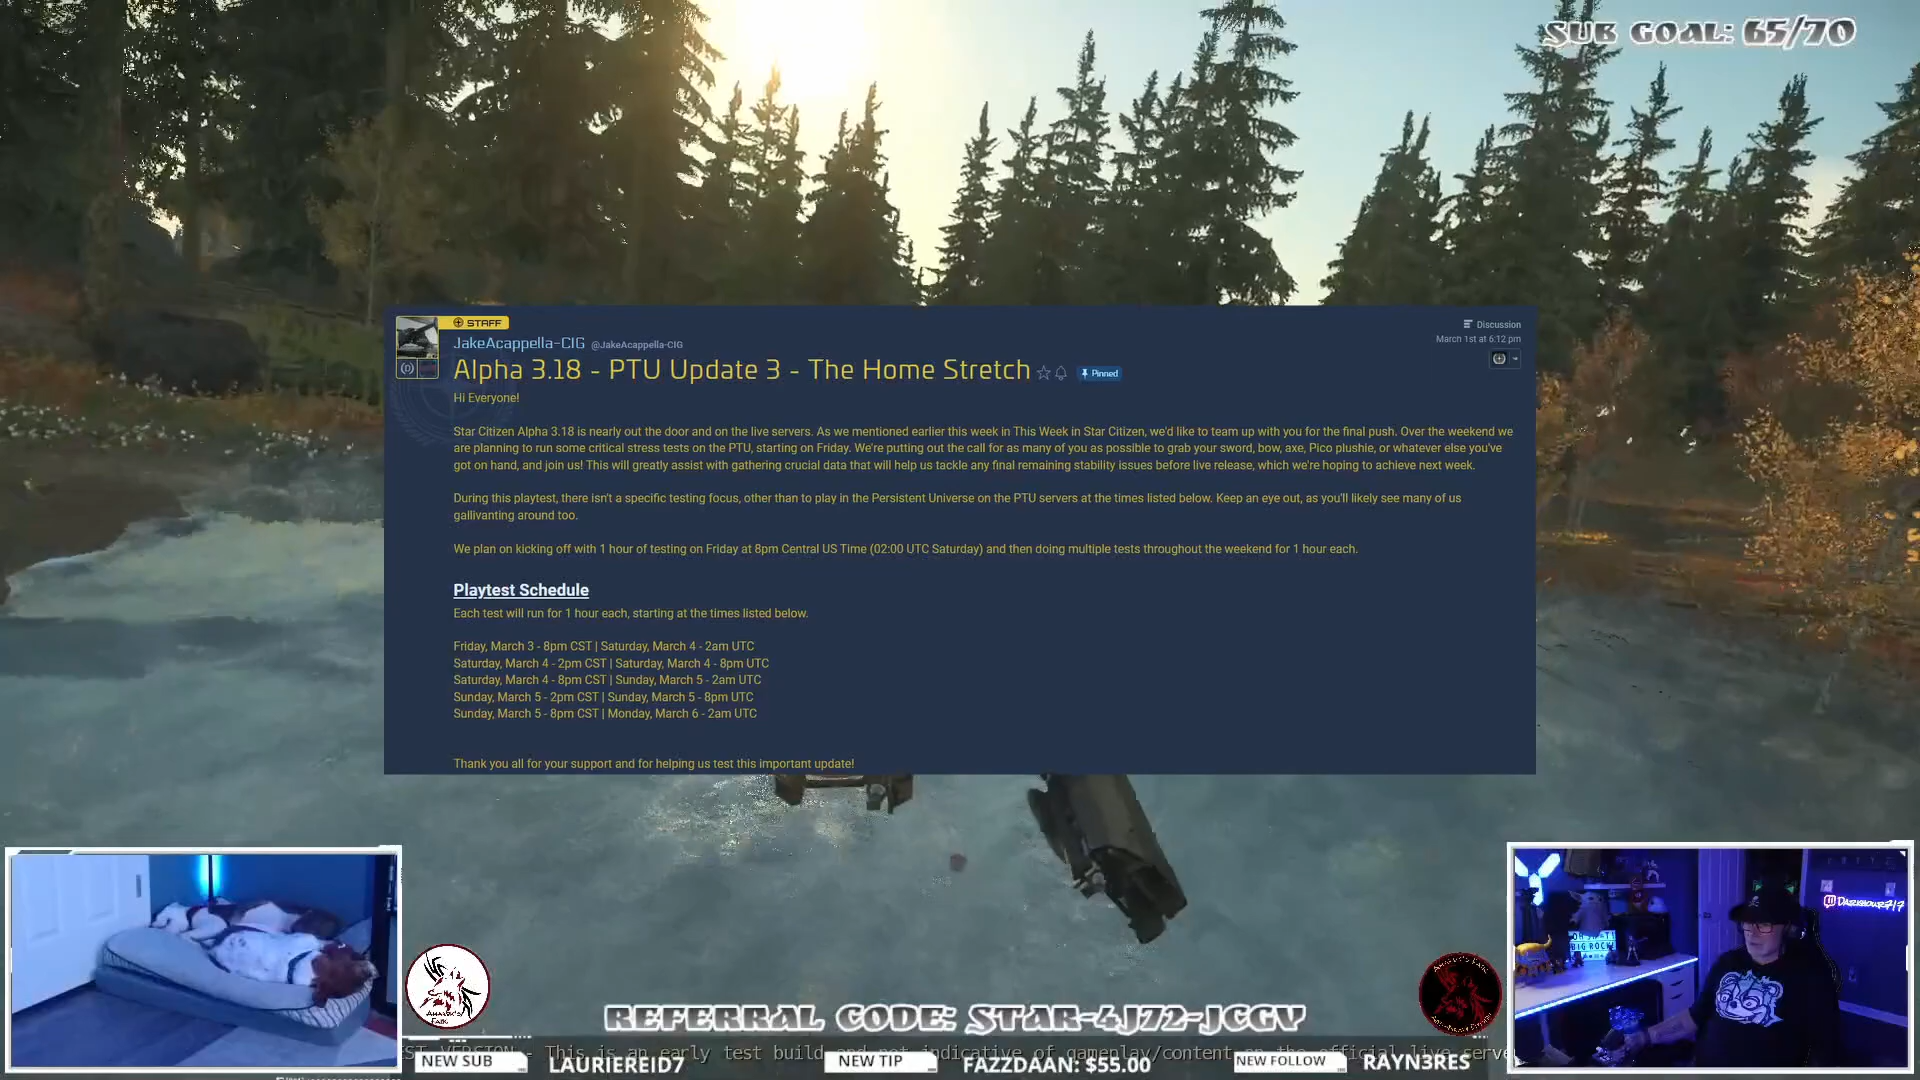 SUB GOAL: 65/70
STAFF
JakeAcappella-CIG @JakeAcappella-CIG
Discussion
March 1st at 6:12 pm
Alpha 3.18 - PTU Update 3 - The Home Stretch
Pinned
Hi Everyone!
Star Citizen Alpha 3.18 is nearly out the door and on the live servers. As we mentioned earlier this week in This Week in Star Citizen, we'd like to team up with you for the final push. Over the weekend we
are planning to run some critical stress tests on the PTU, starting on Friday. We're putting out the call for as many of you as possible to grab your sword, bow, axe, Pico plushie, or whatever else you've
got on hand, and join us! This will greatly assist with gathering crucial data that will help us tackle any final remaining stability issues before live release, which we're hoping to achieve next week.
During this playtest, there isn't a specific testing focus, other than to play in the Persistent Universe on the PTU servers at the times listed below. Keep an eye out, as you'll likely see many of us
gallivanting around too.
We plan on kicking off with 1 hour of testing on Friday at 8pm Central US Time (02:00 UTC Saturday) and then doing multiple tests throughout the weekend for 1 hour each.
Playtest Schedule
Each test will run for 1 hour each, starting at the times listed below.
Friday, March 3 - 8pm CST | Saturday, March 4 - 2am UTC
Saturday, March 4 - 2pm CST | Saturday, March 4 - 8pm UTC
Saturday, March 4 - 8pm CST | Sunday, March 5 - 2am UTC
Sunday, March 5 - 2pm CST | Sunday, March 5 - 8pm UTC
Sunday, March 5 - 8pm CST | Monday, March 6 - 2am UTC
Thank you all for your support and for helping us test this important update!
DARKHOUR717
BIG ROCK
REFERRAL CODE: STAR-4J72-JCGV
- This is an early test build and not indicative of gameplay/content on the official live serve
NEW SUB LAURIEREID7 NEW TIP FAZZDAAN: $55.00 NEW FOLLOW RAYN3RES